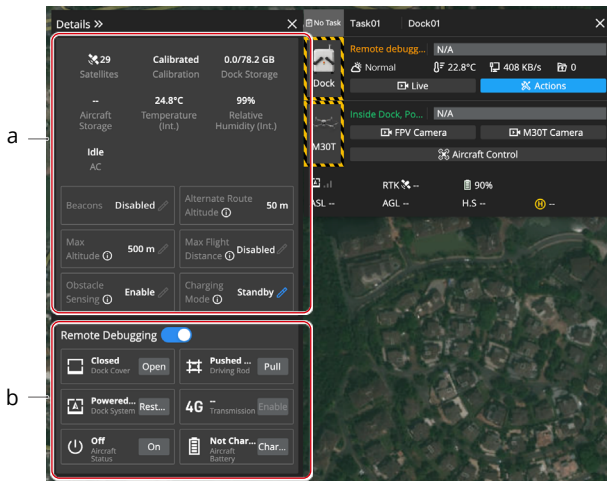 Details »
29
Satellites
Calibrated
Calibration
0.0/78.2 GB
Dock Storage
--
Aircraft
Storage
24.8°C
Temperature
(Int.)
99%
Relative
Humidity (Int.)
Idle
AC
Beacons Disabled
Alternate Route
Altitude 50 m
Max
Altitude 500 m
Max Flight
Distance Disabled
Obstacle
Sensing Enable
Charging
Mode Standby
a
Remote Debugging
Closed
Dock Cover
Open
Pushed ...
Driving Rod
Pull
Powered...
Dock System
Rest...
4G --
Transmission
Enable
Off
Aircraft
Status
On
Not Char...
Aircraft
Battery
Char...
b
No Task Task01 Dock01
Dock
Remote debugg... N/A
Normal 22.8°C 408 KB/s 0
Live Actions
M30T
Inside Dock, Po... N/A
FPV Camera M30T Camera
Aircraft Control
RTK -- 90%
ASL -- AGL -- H.S -- H --